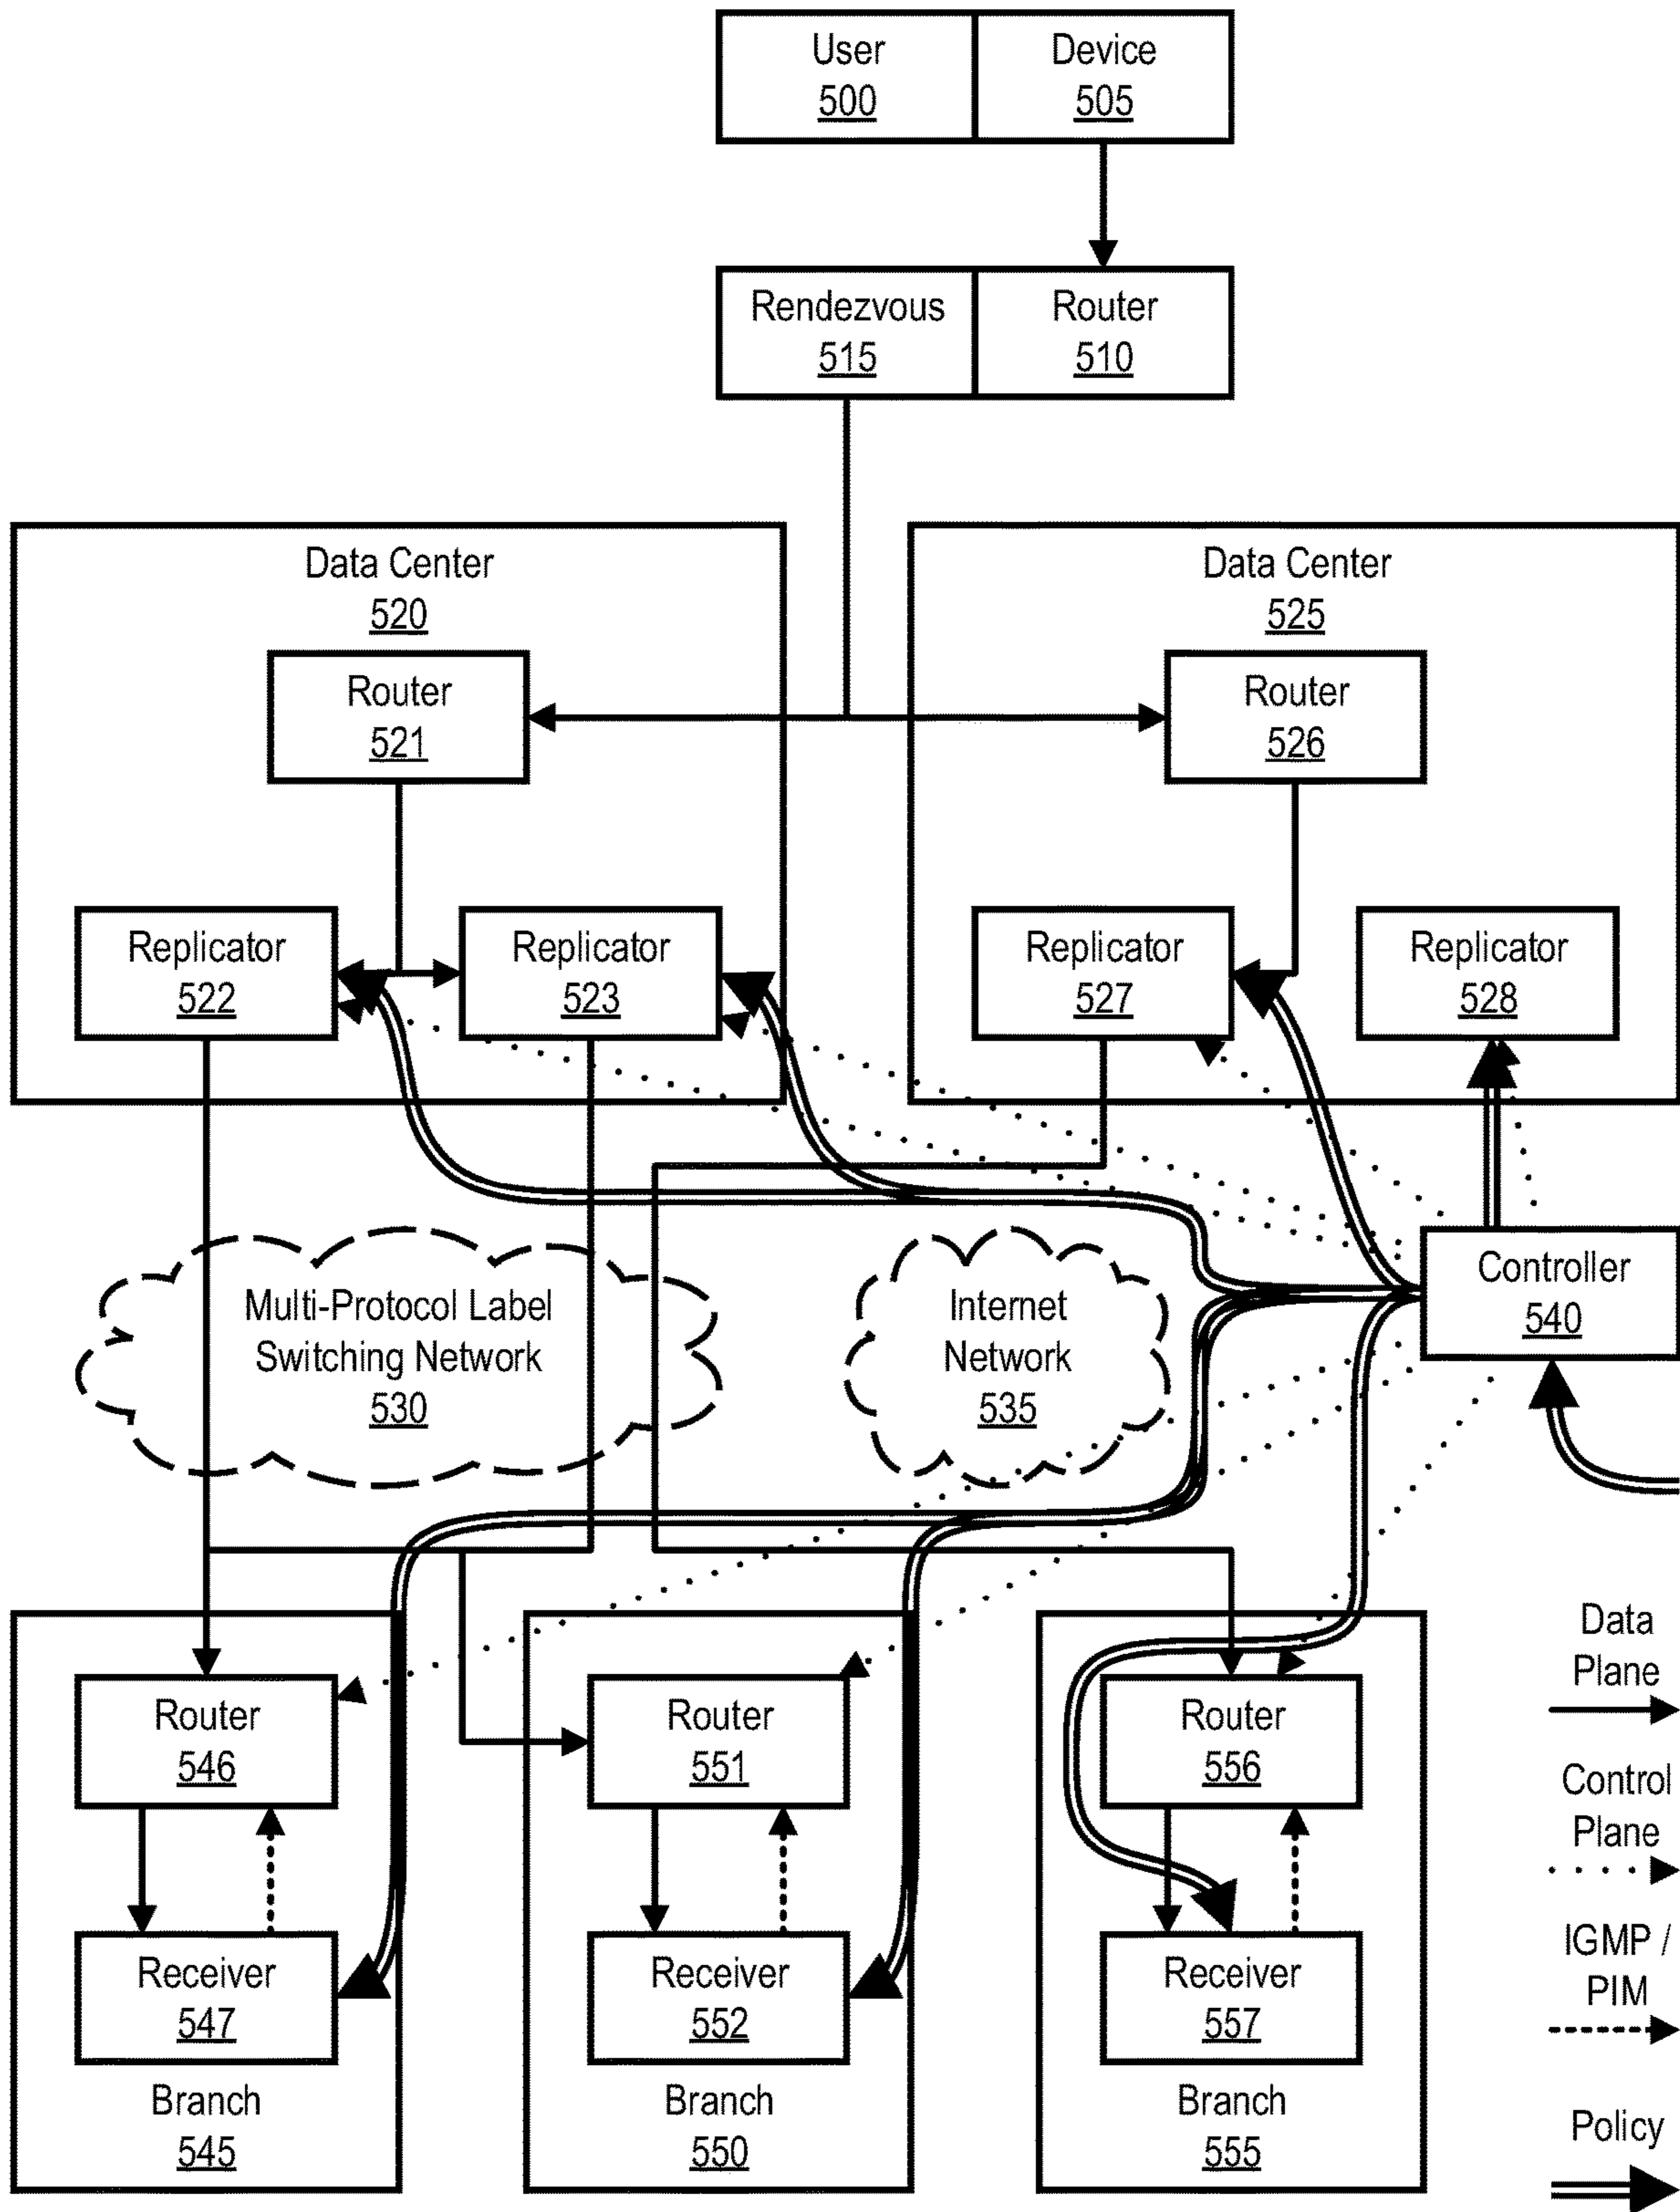 User
500
Device
505
Rendezvous
515
Router
510
Data Center
520
Router
521
Replicator
522
Replicator
523
Data Center
525
Router
526
Replicator
527
Replicator
528
Multi-Protocol Label
Switching Network
530
Internet
Network
535
Controller
540
Router
546
Receiver
547
Branch
545
Router
551
Receiver
552
Branch
550
Router
556
Receiver
557
Branch
555
Data
Plane
Control
Plane
IGMP /
PIM
Policy